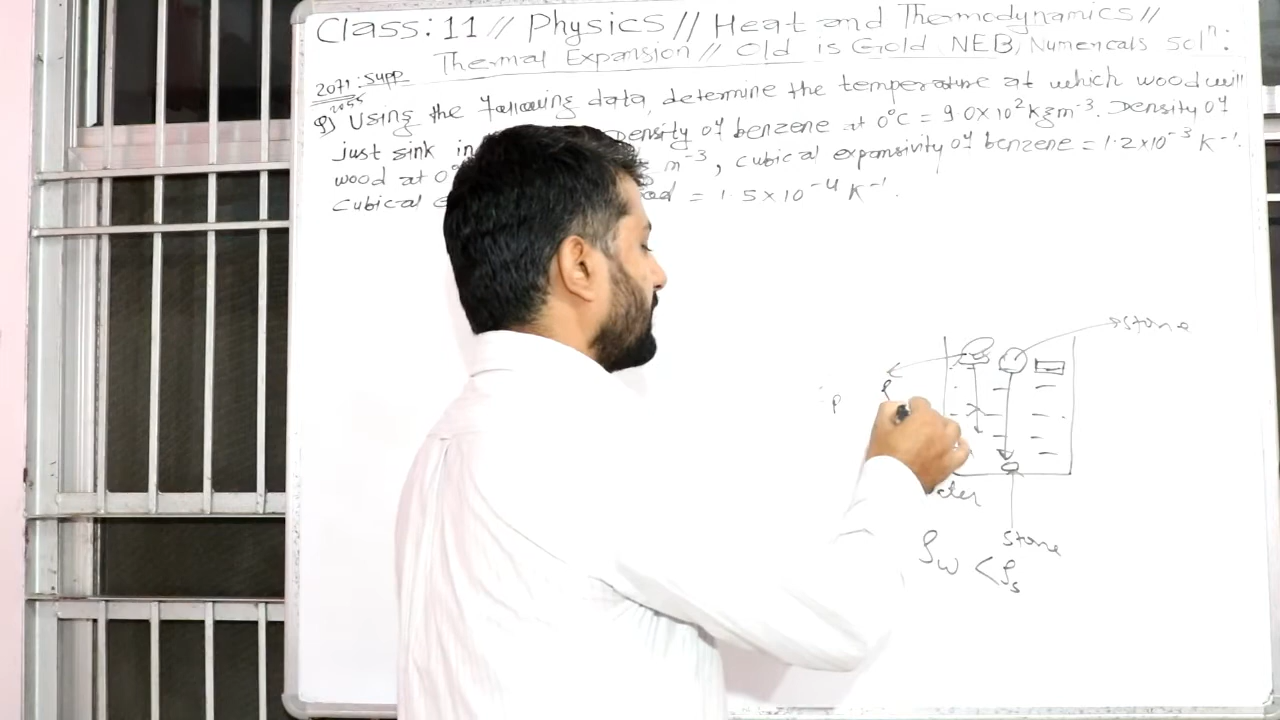 Class: 11 // Physics // Heat and Themodynamics //
Thermal Expansion // Old is Gold NEB, Numericals Solⁿ:
2071: Supp
Q) Using the following data, determine the temperature at which wood will
just sink in density of benzene at 0°C = 9.0×10² kgm⁻³. Density of
wood at 0° m⁻³, cubical expansivity of benzene = 1.2×10⁻³ K⁻¹.
Cubical = 1.5×10⁻⁴ K⁻¹.
stone
ρ
P
stone
ρw < ρs